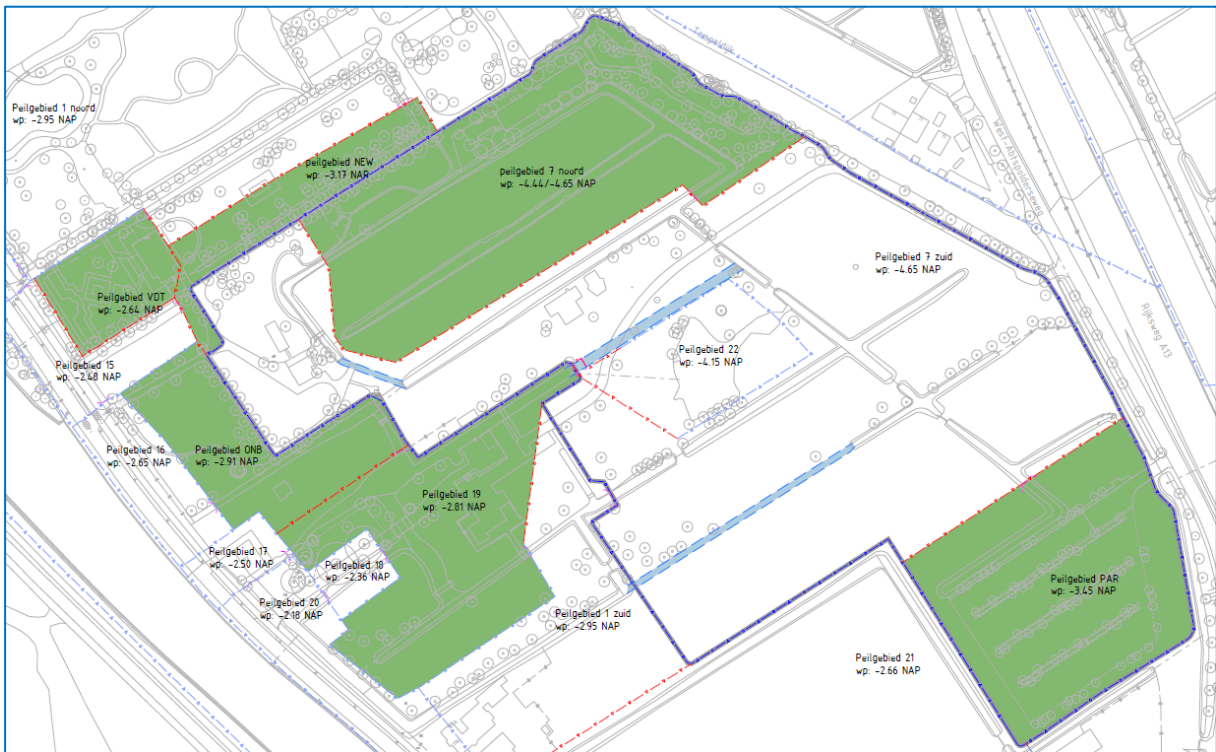 Tempeldijk
Peilgebied 1 noord
wp: -2.95 NAP
West Abtspolderseweg
peilgebied NEW
wp: -3.17 NAP
peilgebied 7 noord
wp: -4.44/-4.65 NAP
Peilgebied 7 zuid
wp: -4.65 NAP
Peilgebied VDT
wp: -2.64 NAP
Rijksweg A13
Peilgebied 22
wp: -4.15 NAP
Peilgebied 15
wp: -2.48 NAP
Peilgebied 16
wp: -2.65 NAP
Peilgebied ONB
wp: -2.91 NAP
Peilgebied 19
wp: -2.81 NAP
Peilgebied 17
wp: -2.50 NAP
Peilgebied 18
wp: -2.36 NAP
Peilgebied PAR
wp: -3.45 NAP
Peilgebied 20
wp: -2.18 NAP
Peilgebied 1 zuid
wp: -2.95 NAP
Peilgebied 21
wp: -2.66 NAP